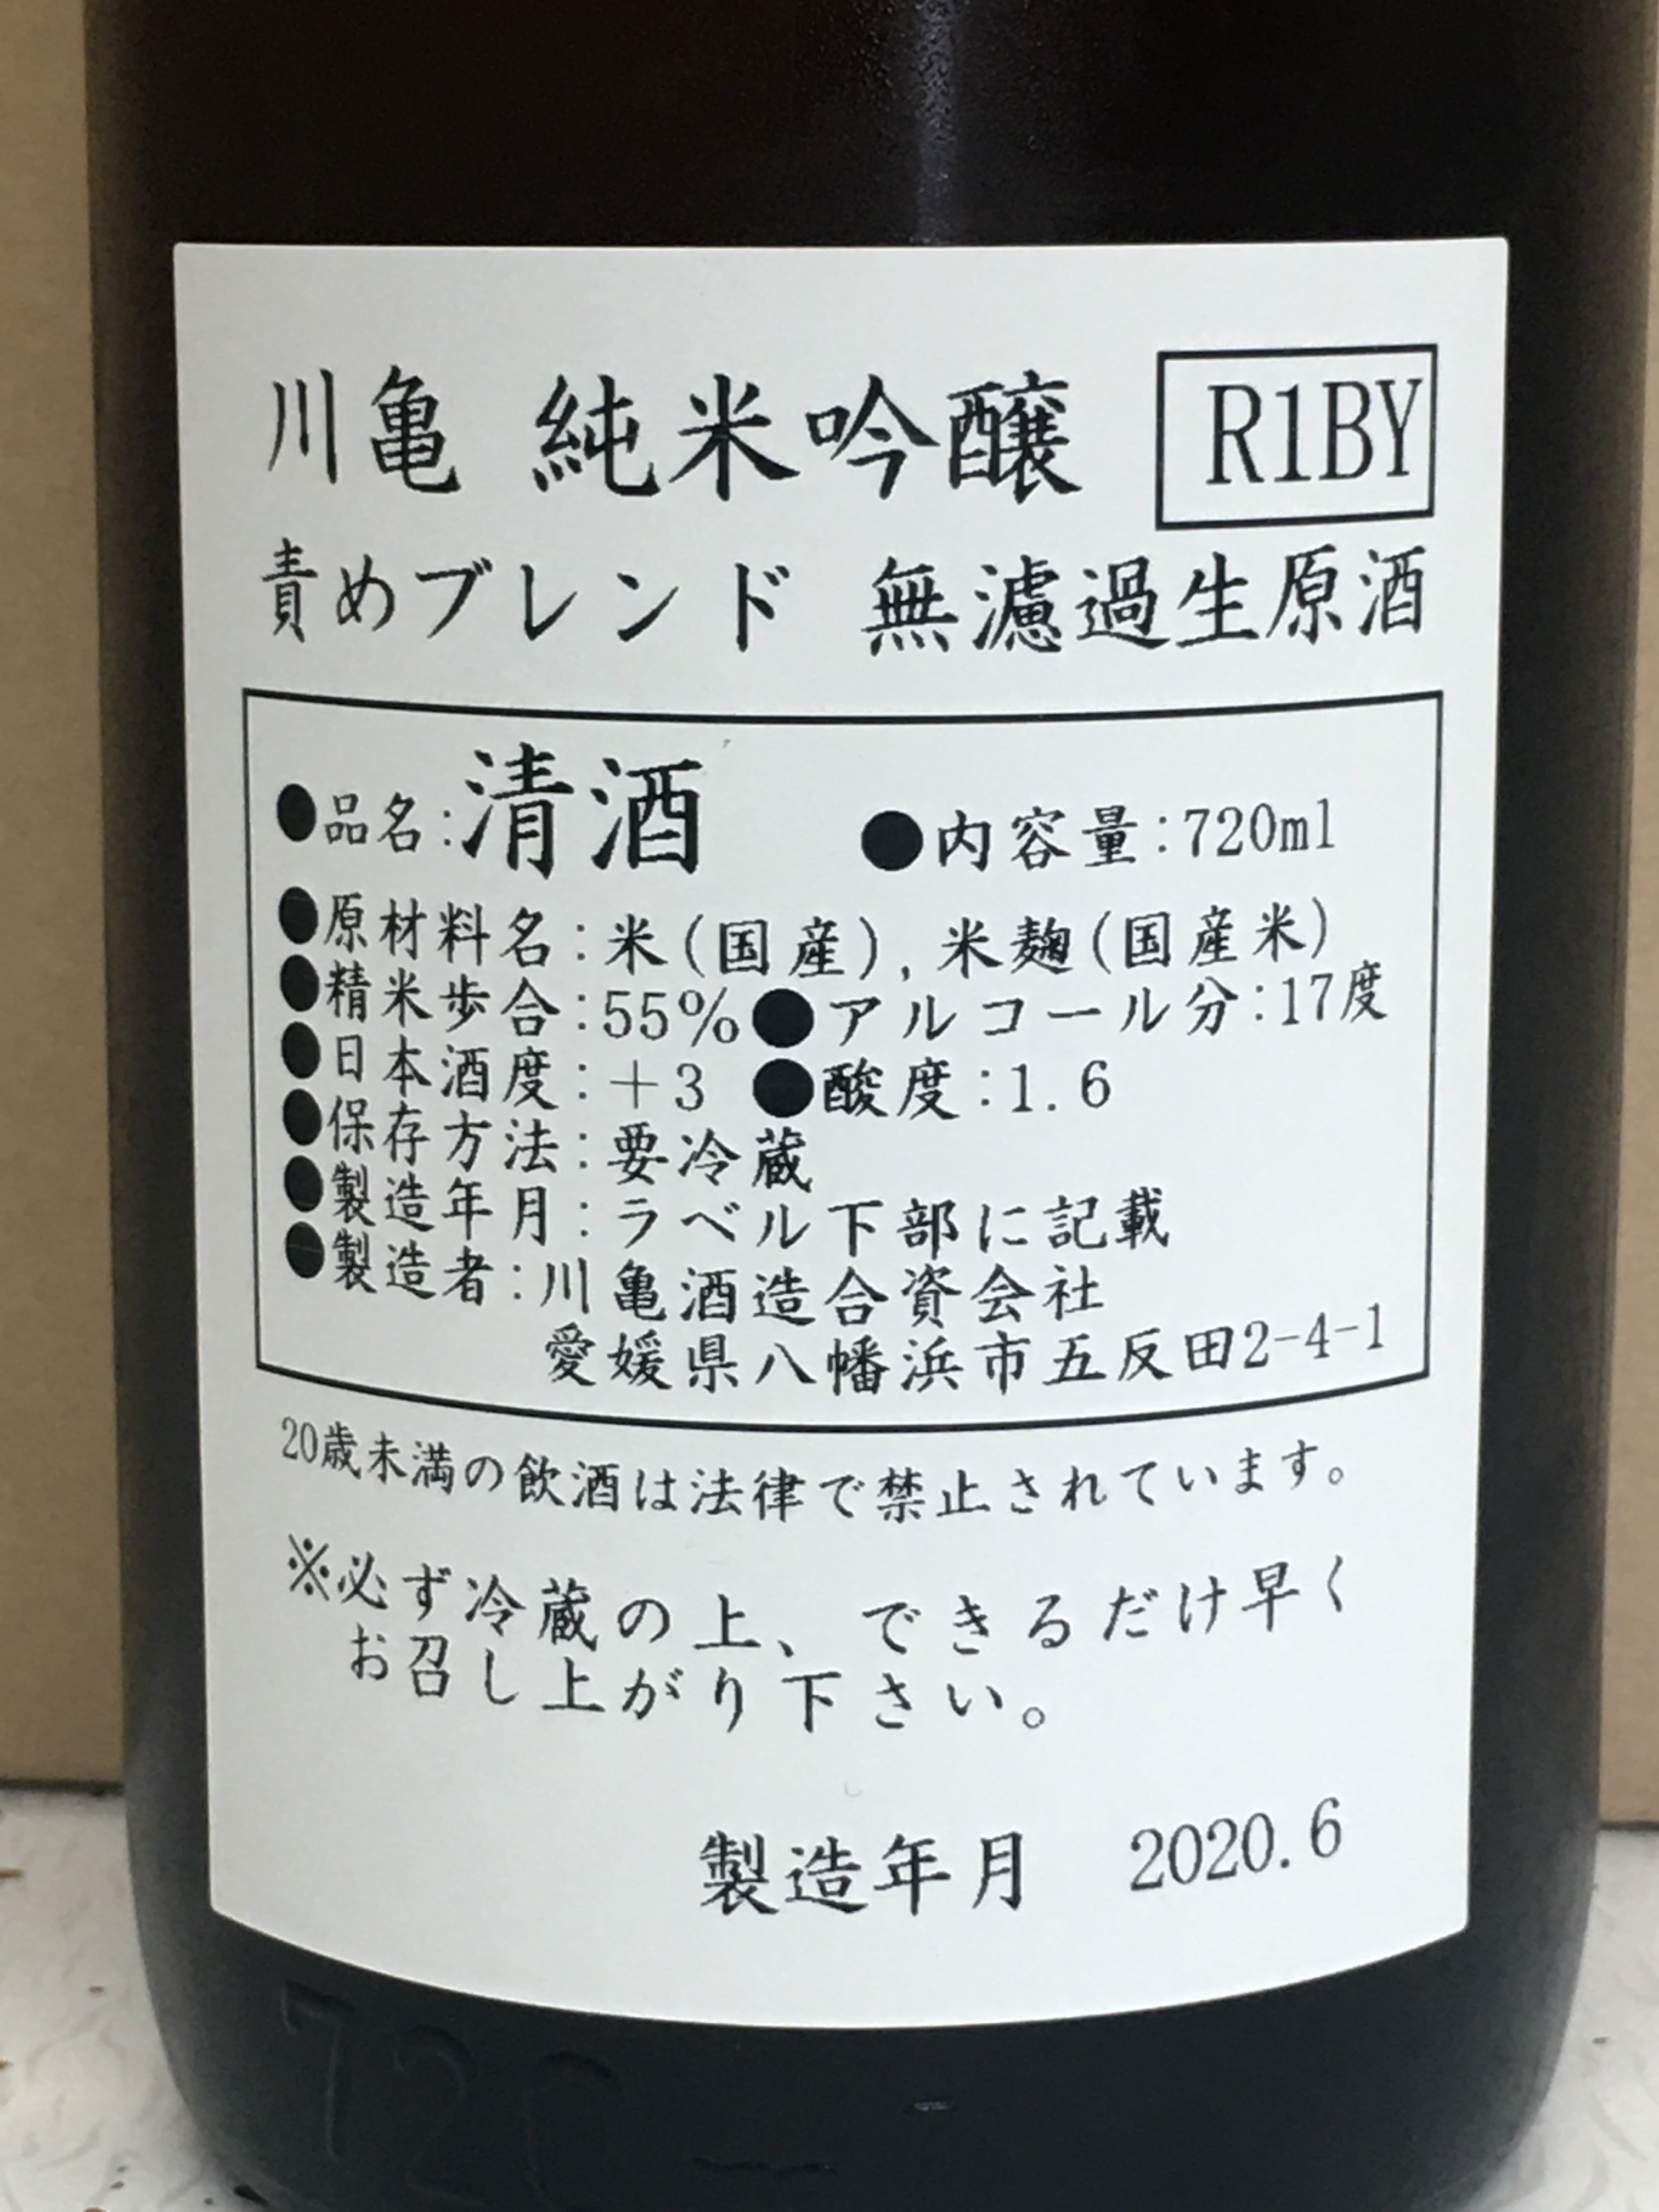 川亀 純米吟醸 R1BY
責めブレンド 無濾過生原酒
●品名:清酒 ●内容量:720ml
●原材料名:米(国産),米麹(国産米)
●精米歩合:55% ●アルコール分:17度
●日本酒度:+3 ●酸度:1.6
●保存方法:要冷蔵
●製造年月:ラベル下部に記載
●製造者:川亀酒造合資会社
愛媛県八幡浜市五反田2-4-1
20歳未満の飲酒は法律で禁止されています。
※必ず冷蔵の上、できるだけ早く
お召し上がり下さい。
製造年月 2020.6
720